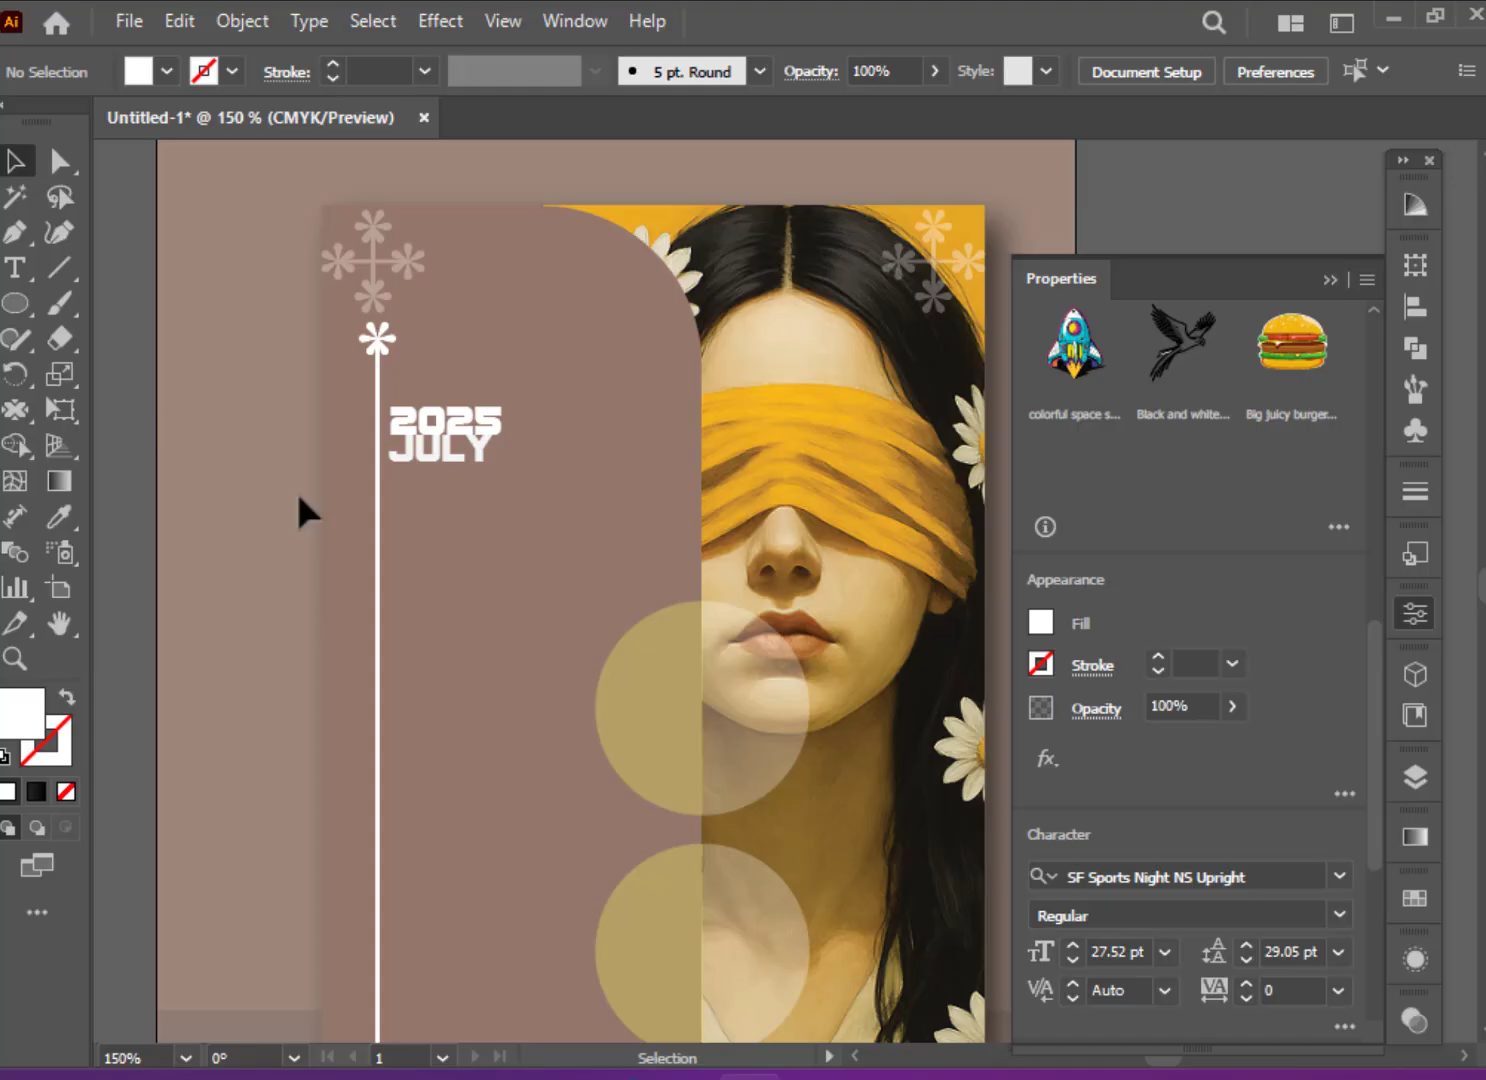 Ai File Edit Object Type Select Effect View Window Help
No Selection Stroke: 5 pt. Round Opacity: 100% Style: Document Setup Preferences
Untitled-1* @ 150 % (CMYK/Preview) ×
2025
JULY
Properties
colorful space s... Black and white... Big juicy burger...
Appearance
Fill
Stroke
Opacity 100%
fx.
Character
SF Sports Night NS Upright
Regular
27.52 pt 29.05 pt
Auto 0
150% 0° 1 Selection